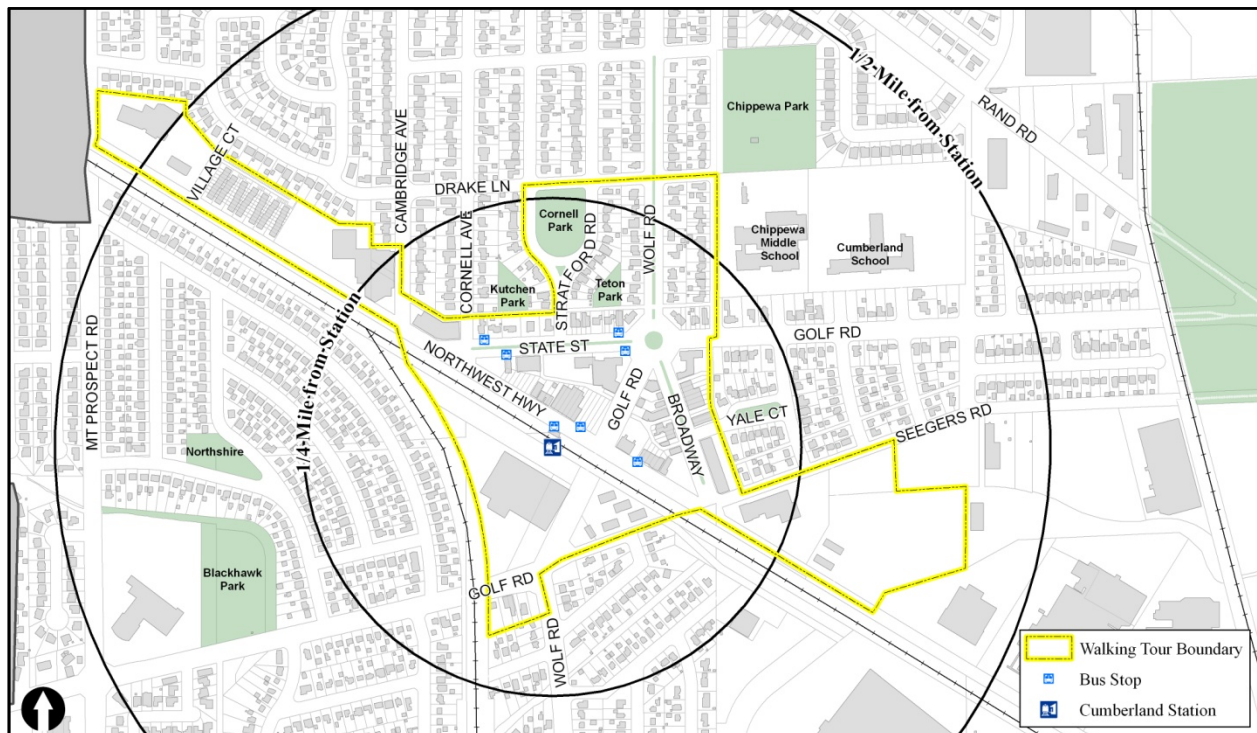 1/2-Mile-from-Station
RAND RD
Chippewa Park
VILLAGE CT
CAMBRIDGE AVE
DRAKE LN
Cornell
Park
CORNELL AVE
STRATFORD RD
WOLF RD
Chippewa
Middle
School
Cumberland
School
Kutchen
Park
Teton
Park
1/4-Mile-from-Station
MT PROSPECT RD
STATE ST
GOLF RD
NORTHWEST HWY
GOLF RD
BROADWAY
YALE CT
SEEGERS RD
Northshire
Blackhawk
Park
GOLF RD
WOLF RD
Walking Tour Boundary
Bus Stop
Cumberland Station